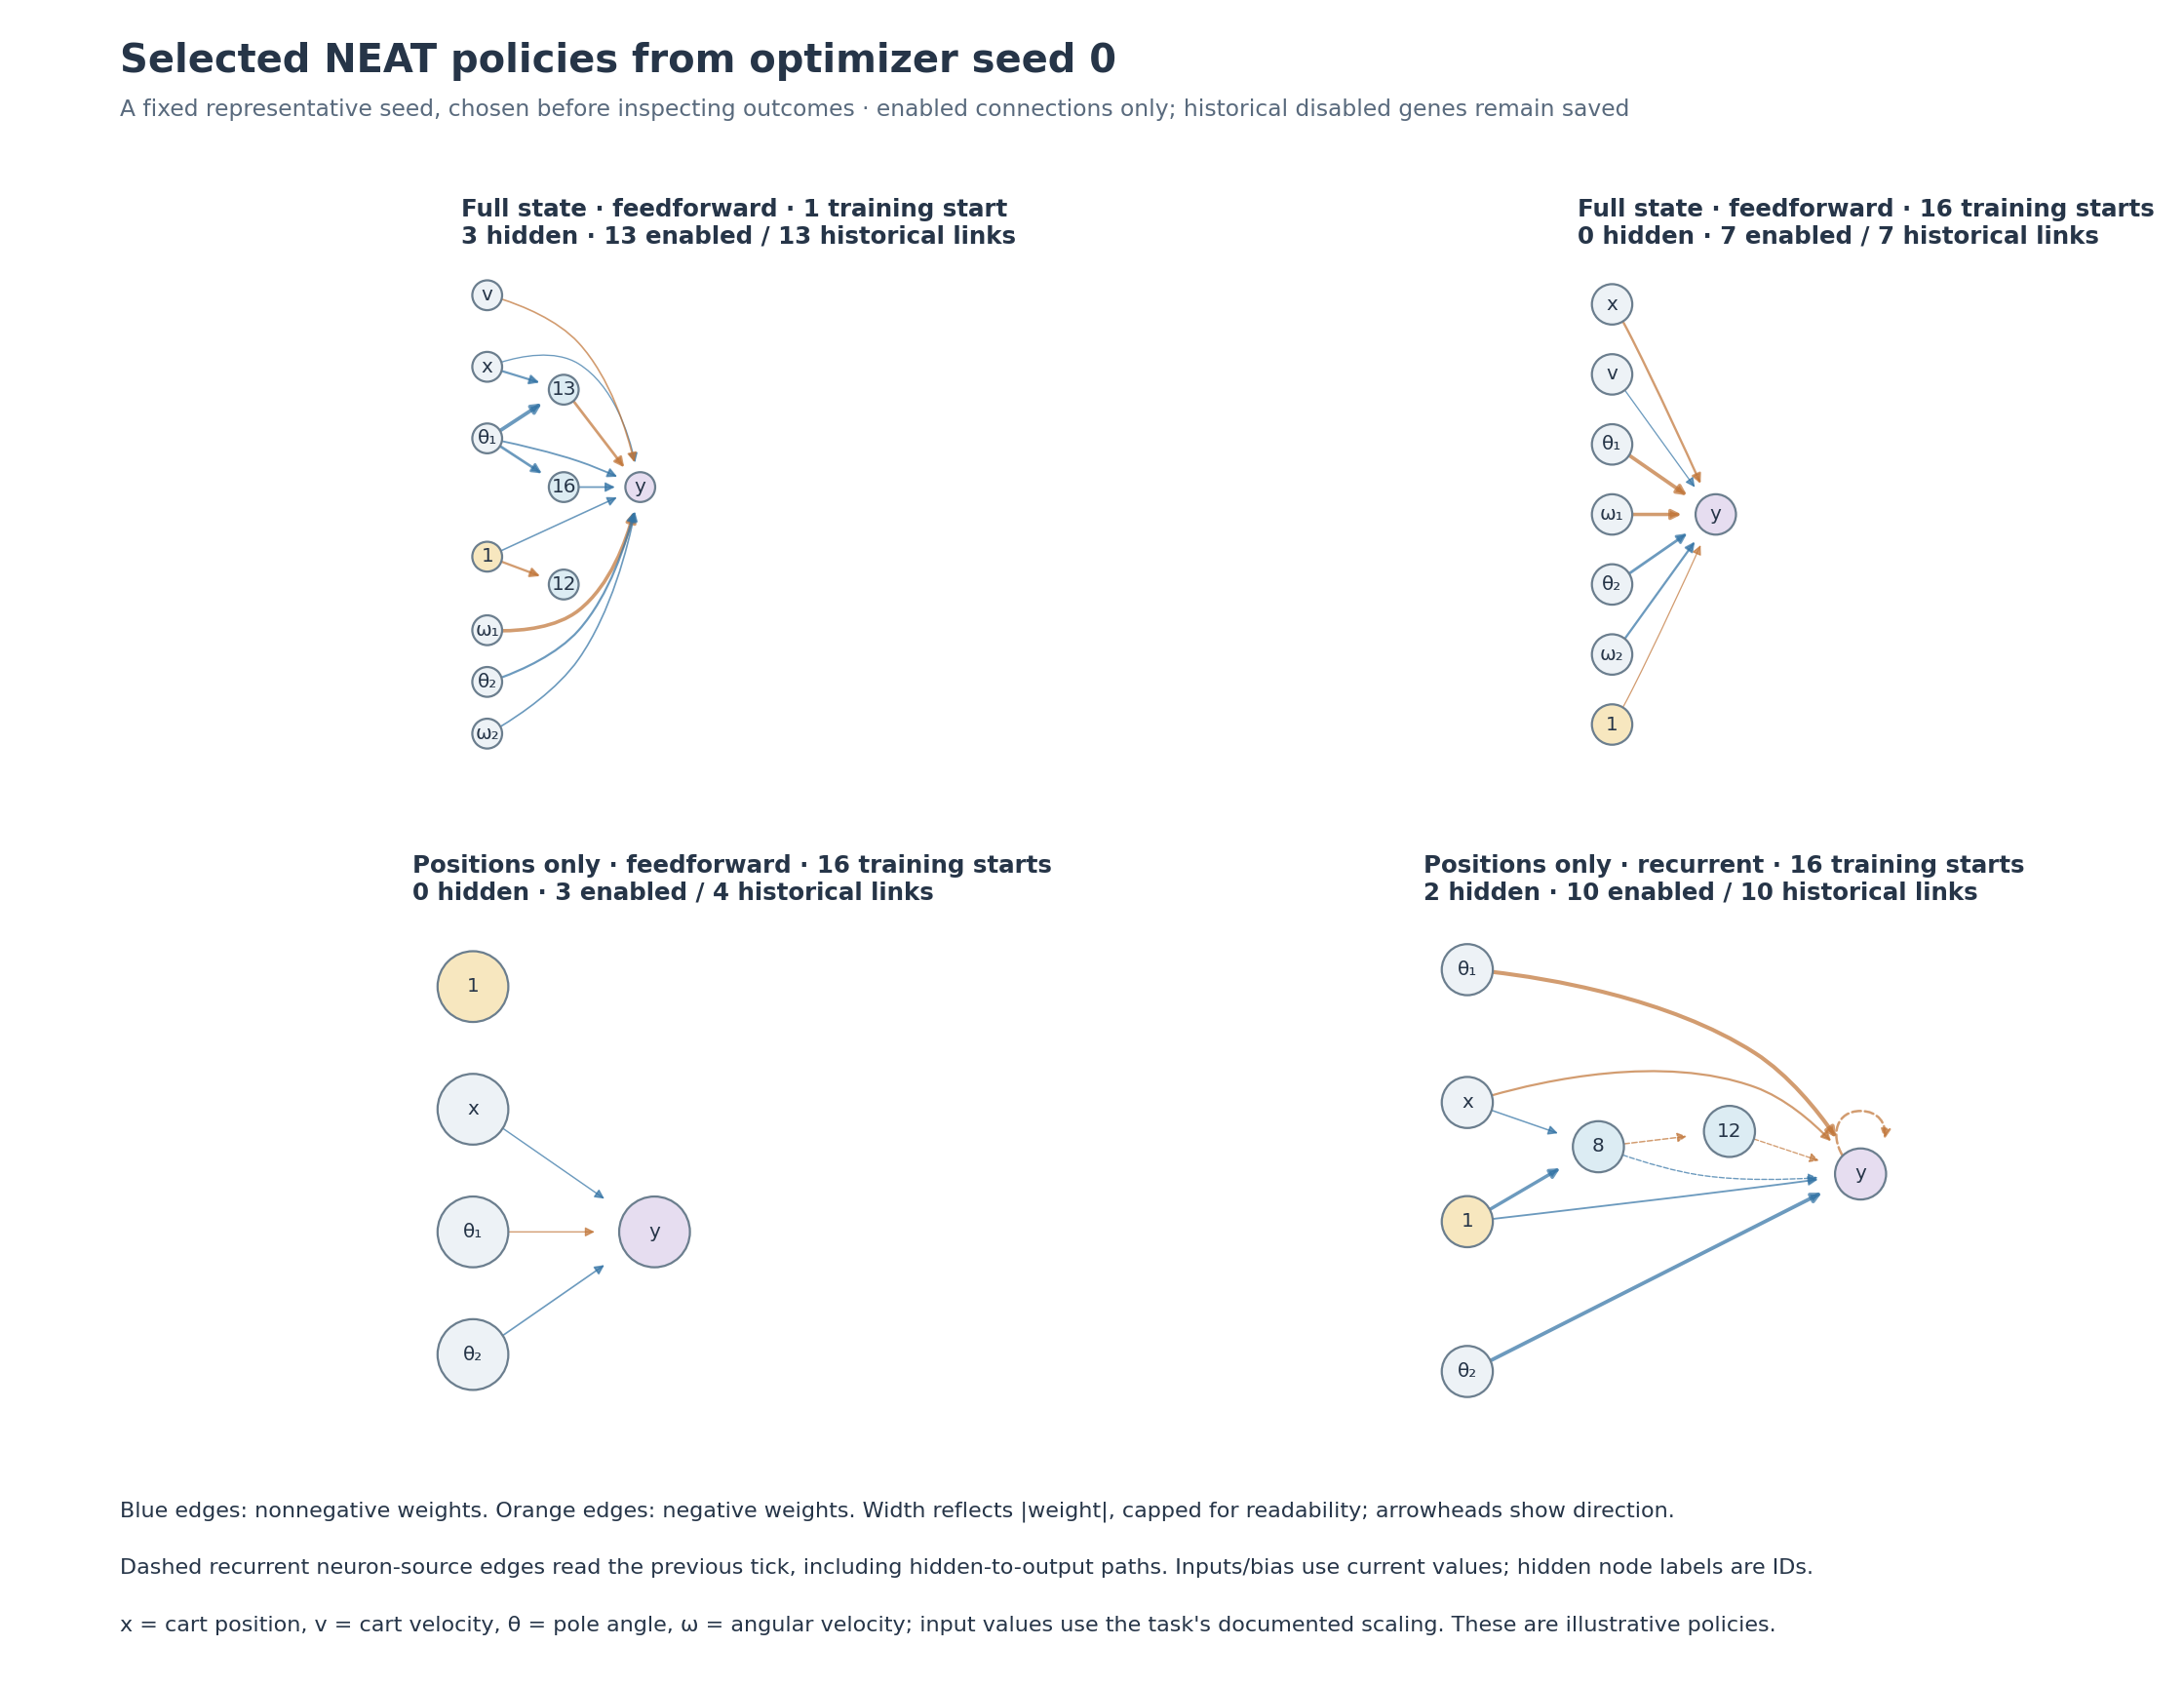 Selected NEAT policies from optimizer seed 0
A fixed representative seed, chosen before inspecting outcomes · enabled connections only; historical disabled genes remain saved
Full state · feedforward · 1 training start
3 hidden · 13 enabled / 13 historical links
v
x
13
θ₁
16
y
1
12
ω₁
θ₂
ω₂
Full state · feedforward · 16 training starts
0 hidden · 7 enabled / 7 historical links
x
v
θ₁
ω₁
y
θ₂
ω₂
1
Positions only · feedforward · 16 training starts
0 hidden · 3 enabled / 4 historical links
1
x
θ₁
y
θ₂
Positions only · recurrent · 16 training starts
2 hidden · 10 enabled / 10 historical links
θ₁
x
12
8
y
1
θ₂
Blue edges: nonnegative weights. Orange edges: negative weights. Width reflects |weight|, capped for readability; arrowheads show direction.
Dashed recurrent neuron-source edges read the previous tick, including hidden-to-output paths. Inputs/bias use current values; hidden node labels are IDs.
x = cart position, v = cart velocity, θ = pole angle, ω = angular velocity; input values use the task's documented scaling. These are illustrative policies.